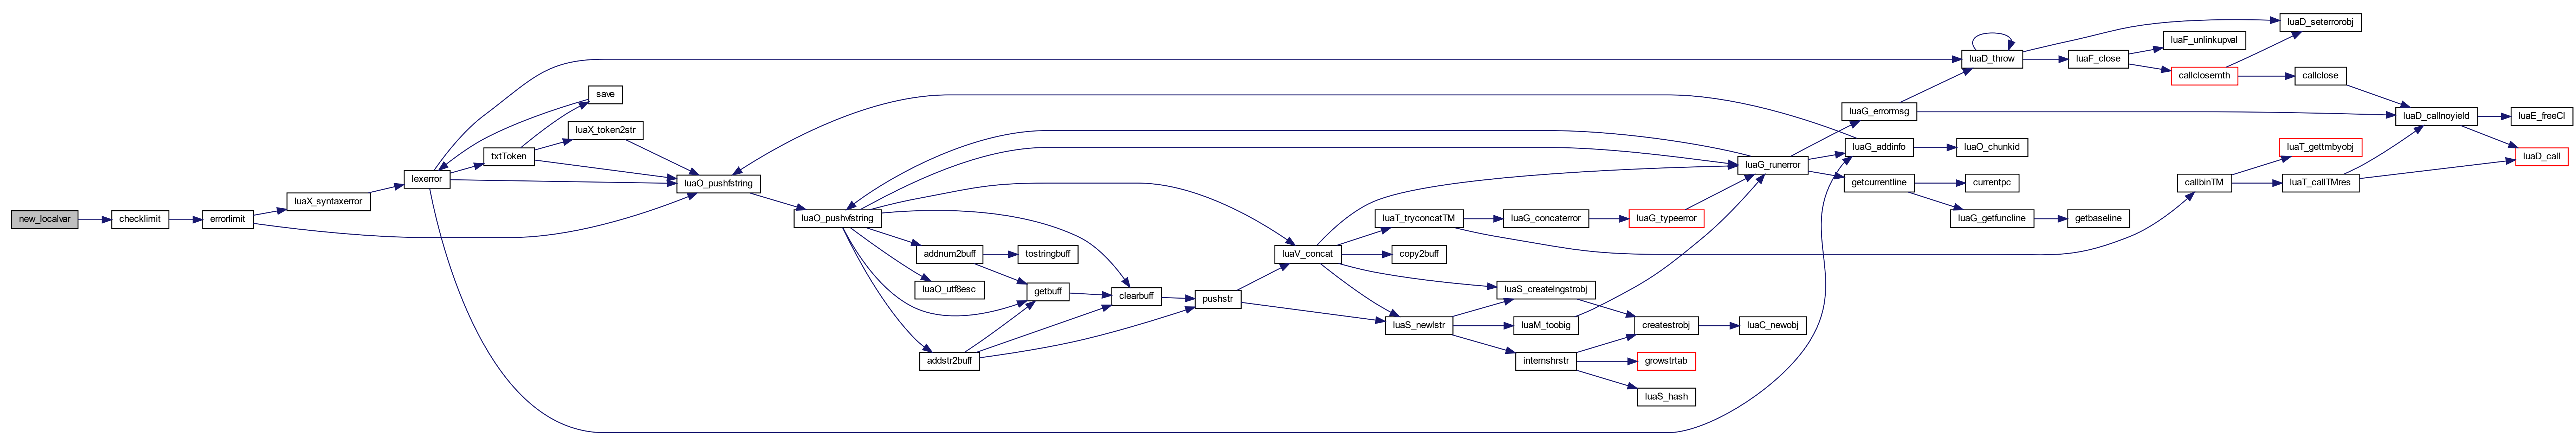 new_localvar
checklimit
errorlimit
luaX_syntaxerror
lexerror
save
luaX_token2str
txtToken
luaO_pushfstring
luaO_pushvfstring
addnum2buff
tostringbuff
luaO_utf8esc
getbuff
addstr2buff
clearbuff
pushstr
luaV_concat
luaT_tryconcatTM
copy2buff
luaS_createlngstrobj
luaS_newlstr
luaM_toobig
internshrstr
luaG_concaterror
luaG_typeerror
createstrobj
growstrtab
luaS_hash
luaC_newobj
luaG_runerror
luaG_errormsg
luaG_addinfo
getcurrentline
luaO_chunkid
currentpc
luaG_getfuncline
getbaseline
luaD_throw
luaF_close
luaF_unlinkupval
callclosemth
luaD_seterrorobj
callclose
callbinTM
luaT_gettmbyobj
luaT_callTMres
luaD_callnoyield
luaE_freeCI
luaD_call